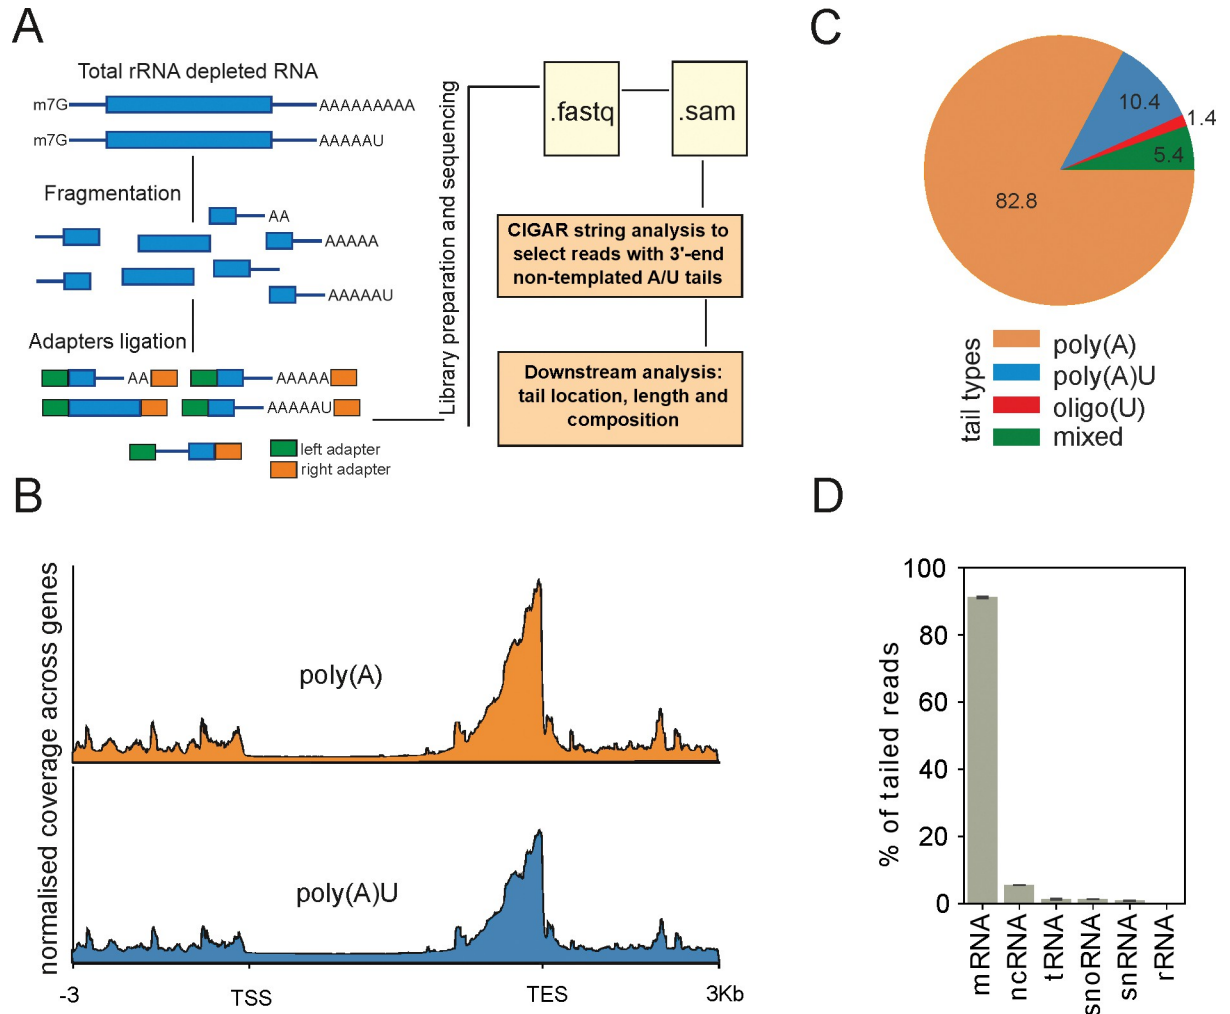 A
Total rRNA depleted RNA
m7G AAAAAAAAA
m7G AAAAAU
Fragmentation
AA
AAAAA
AAAAAU
Adapters ligation
AA AAAAA
AAAAAU
left adapter
right adapter
Library preparation and sequencing
.fastq .sam
CIGAR string analysis to
select reads with 3'-end
non-templated A/U tails
Downstream analysis:
tail location, length and
composition
B
normalised coverage across genes
poly(A)
poly(A)U
-3 TSS TES 3Kb
C
10.4
1.4
5.4
82.8
tail types
poly(A)
poly(A)U
oligo(U)
mixed
D
% of tailed reads
100
80
60
40
20
0
mRNA
ncRNA
tRNA
snoRNA
snRNA
rRNA